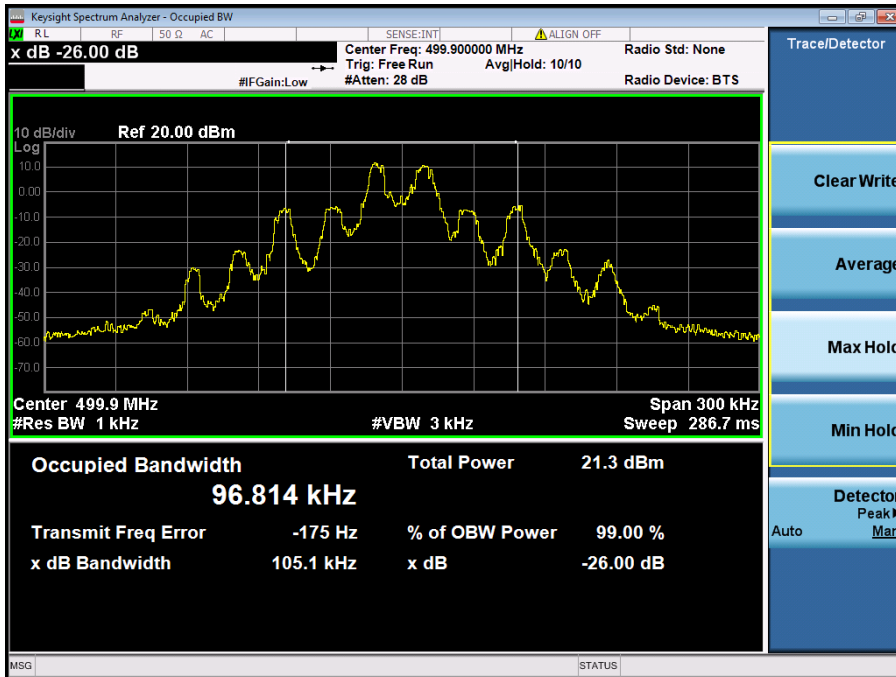 Keysight Spectrum Analyzer - Occupied BW
LXI RL RF 50 Ω AC SENSE:INT ALIGN OFF
x dB -26.00 dB
Center Freq: 499.900000 MHz
Radio Std: None
Trig: Free Run Avg|Hold: 10/10
#IFGain:Low #Atten: 28 dB Radio Device: BTS
Trace/Detector
10 dB/div Ref 20.00 dBm
Log
10.0
0.00
-10.0
-20.0
-30.0
-40.0
-50.0
-60.0
-70.0
Center 499.9 MHz Span 300 kHz
#Res BW 1 kHz #VBW 3 kHz Sweep 286.7 ms
Occupied Bandwidth Total Power 21.3 dBm
96.814 kHz
Transmit Freq Error -175 Hz % of OBW Power 99.00 %
x dB Bandwidth 105.1 kHz x dB -26.00 dB
Clear Write
Average
Max Hold
Min Hold
Detector
Peak
Auto Man
MSG STATUS